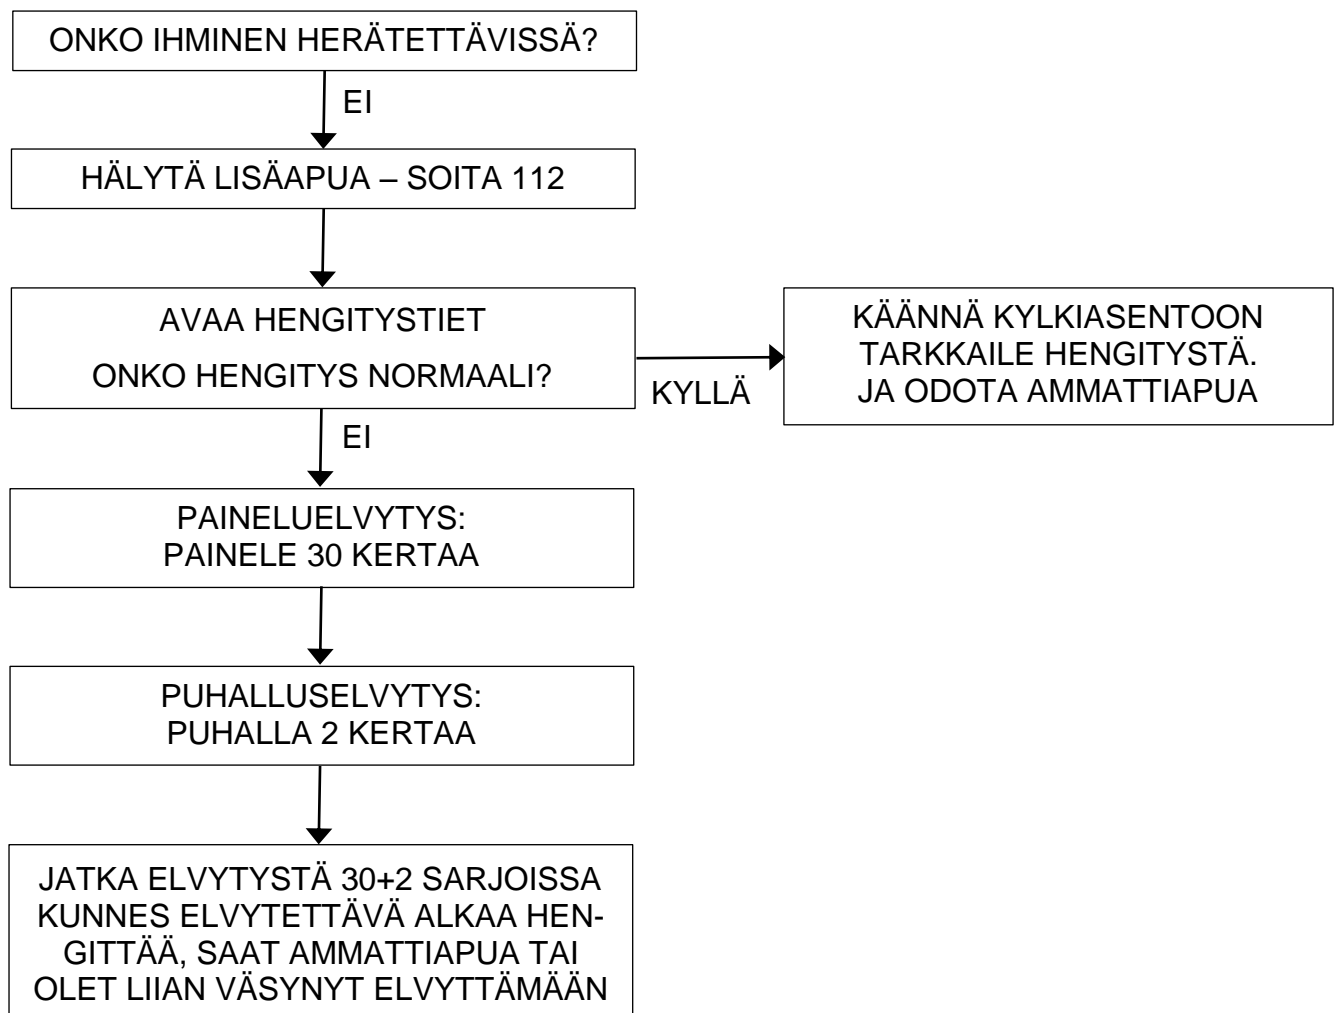 ONKO IHMINEN HERÄTETTÄVISSÄ?
EI
HÄLYTÄ LISÄAPUA – SOITA 112
AVAA HENGITYSTIET
ONKO HENGITYS NORMAALI?
KYLLÄ
KÄÄNNÄ KYLKIASENTOON
TARKKAILE HENGITYSTÄ.
JA ODOTA AMMATTIAPUA
EI
PAINELUELVYTYS:
PAINELE 30 KERTAA
PUHALLUSELVYTYS:
PUHALLA 2 KERTAA
JATKA ELVYTYSTÄ 30+2 SARJOISSA
KUNNES ELVYTETTÄVÄ ALKAA HEN-
GITTÄÄ, SAAT AMMATTIAPUA TAI
OLET LIIAN VÄSYNYT ELVYTTÄMÄÄN